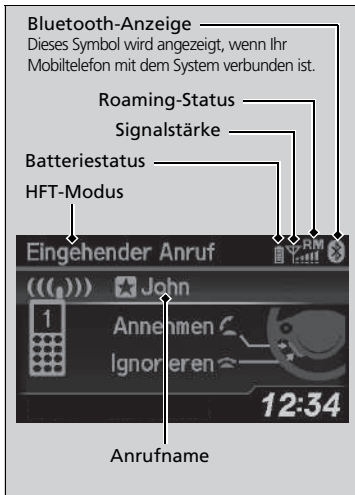 Bluetooth-Anzeige
Dieses Symbol wird angezeigt, wenn Ihr
Mobiltelefon mit dem System verbunden ist.
Roaming-Status
Signalstärke
Batteriestatus
HFT-Modus
Eingehender Anruf RM
John
1
Annehmen
Ignorieren
12:34
Anrufname